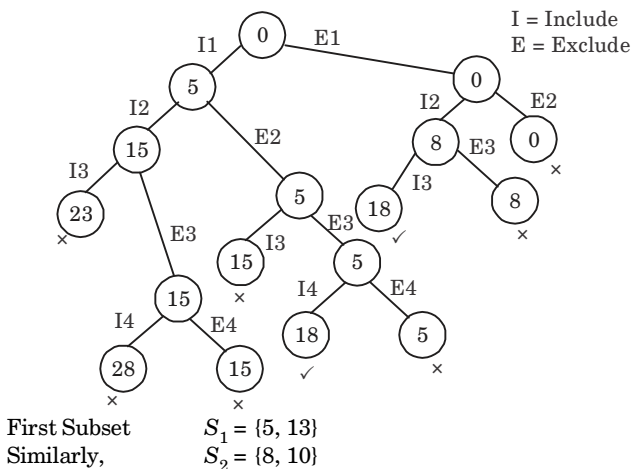 I = Include
E = Exclude
0
I1
E1
5
0
I2
E2
I2
E2
15
8
0
×
I3
E3
I3
E3
23
×
5
18
✓
8
×
I3
E3
15
×
5
15
I4
E4
I4
E4
28
×
15
×
18
✓
5
×
First Subset S1 = {5, 13}
Similarly, S2 = {8, 10}